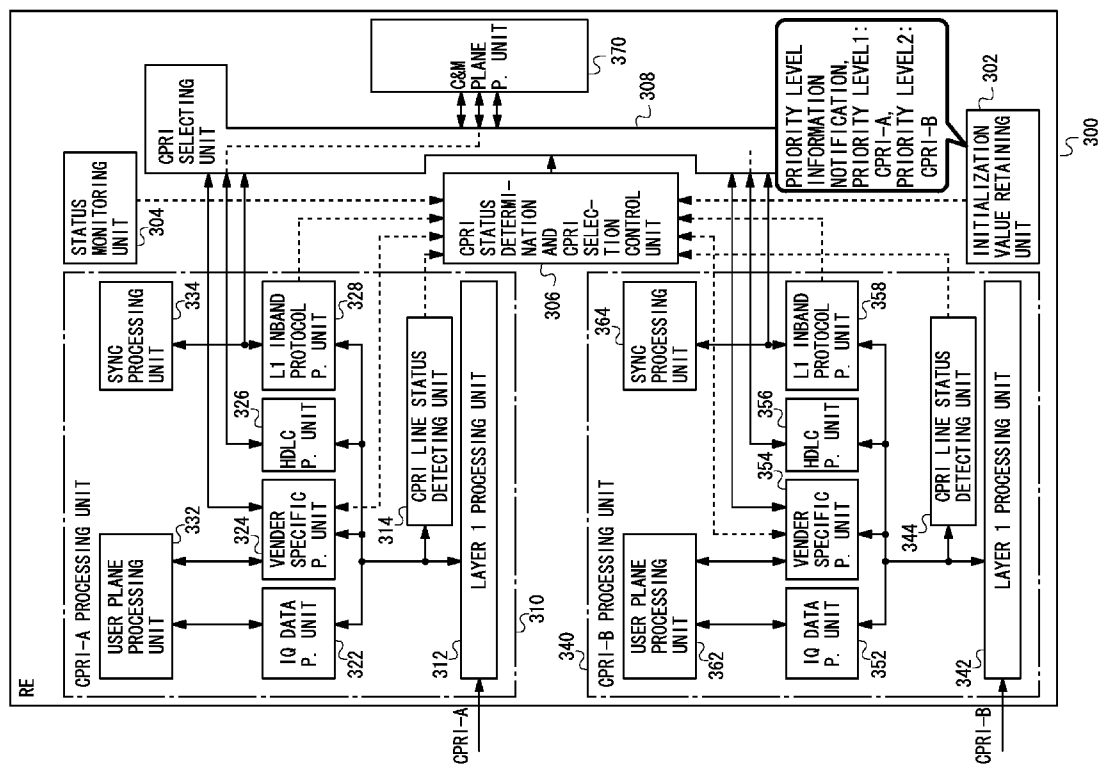 RE
CPRI-A PROCESSING UNIT
USER PLANE
PROCESSING
UNIT
332
SYNC PROCESSING
UNIT
334
IQ DATA
P. UNIT
322
VENDER
SPECIFIC
P. UNIT
324
HDLC
P. UNIT
326
L1 INBAND
PROTOCOL
P. UNIT
328
CPRI LINE STATUS
DETECTING UNIT
314
LAYER 1 PROCESSING UNIT
312
310
CPRI-A
STATUS
MONITORING
UNIT
304
CPRI
SELECTING
UNIT
308
C&M
PLANE
P. UNIT
370
CPRI
STATUS
DETERMI-
NATION
AND
CPRI
SELEC-
TION
CONTROL
UNIT
306
PRIORITY LEVEL
INFORMATION
NOTIFICATION,
PRIORITY LEVEL1:
CPRI-A,
PRIORITY LEVEL2:
CPRI-B
INITIALIZATION
VALUE RETAINING
UNIT
302
300
CPRI-B PROCESSING UNIT
340
USER PLANE
PROCESSING
UNIT
362
SYNC PROCESSING
UNIT
364
IQ DATA
P. UNIT
352
VENDER
SPECIFIC
P. UNIT
354
HDLC
P. UNIT
356
L1 INBAND
PROTOCOL
P. UNIT
358
CPRI LINE STATUS
DETECTING UNIT
344
LAYER 1 PROCESSING UNIT
342
CPRI-B